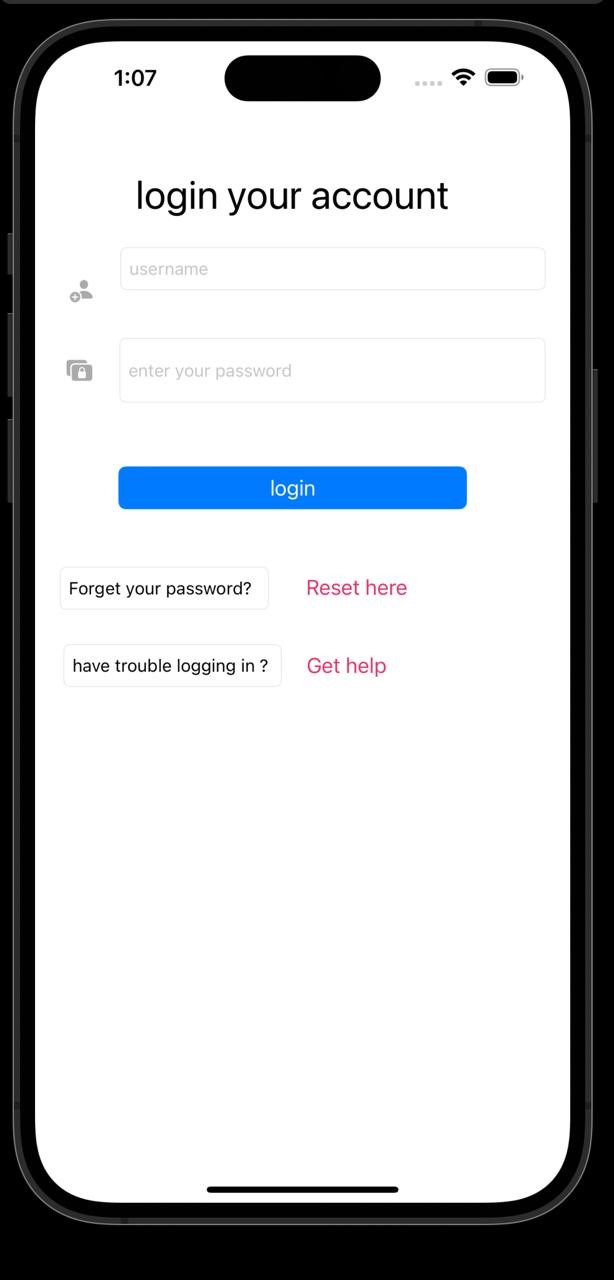 1:07
login your account
username
enter your password
login
Forget your password? Reset here
have trouble logging in ? Get help